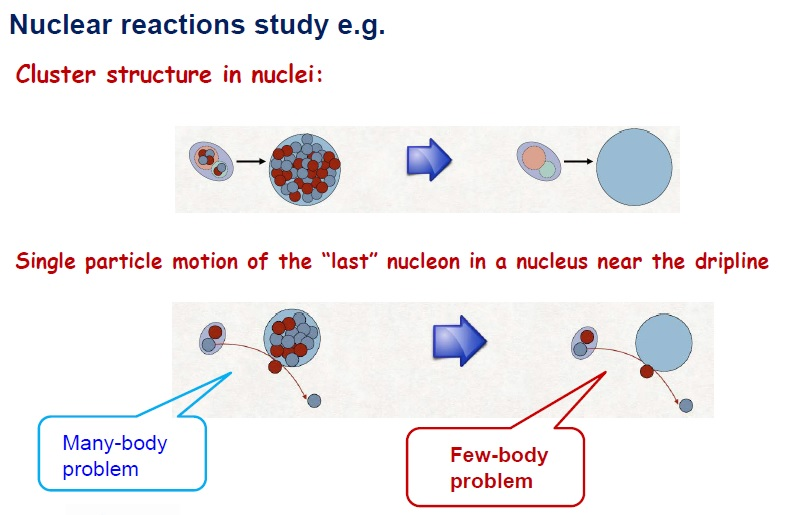 Nuclear reactions study e.g.
Cluster structure in nuclei:
Single particle motion of the “last” nucleon in a nucleus near the dripline
Many-body
problem
Few-body
problem